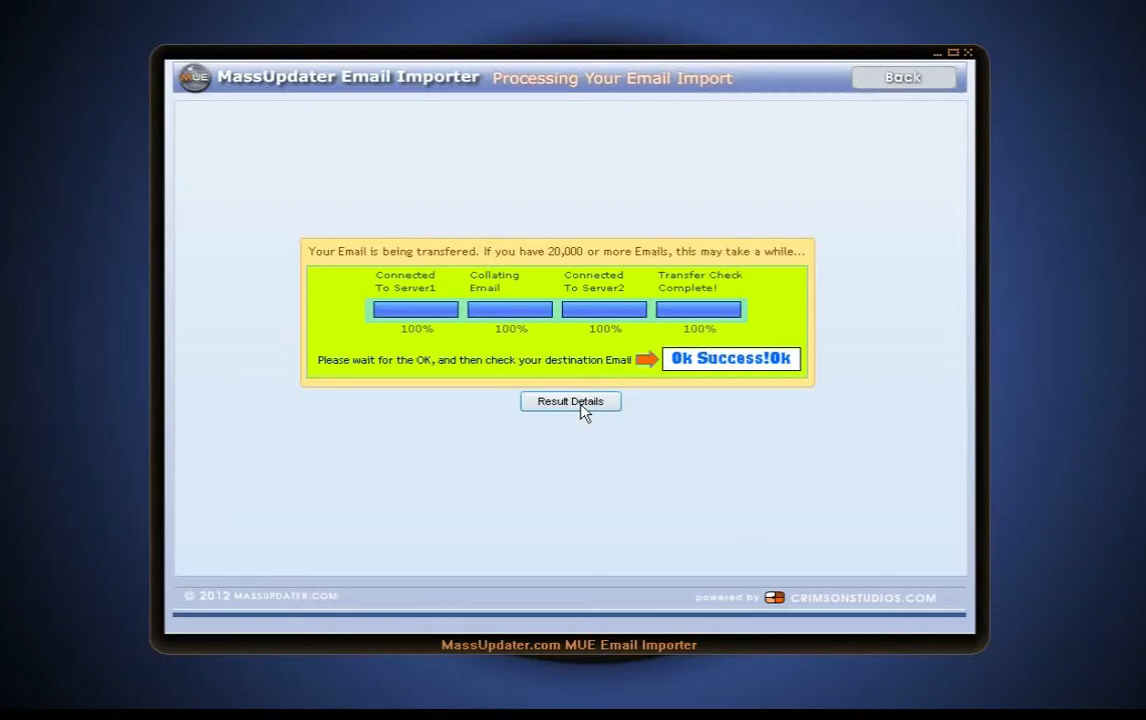 MUE
MassUpdater Email Importer Processing Your Email Import Back
Your Email is being transfered. If you have 20,000 or more Emails, this may take a while...
Connected To Server1
Collating Email
Connected To Server2
Transfer Check Complete!
100% 100% 100% 100%
Please wait for the OK, and then check your destination Email Ok Success!Ok
Result Details
© 2012 MASSUPDATER.COM powered by CRIMSONSTUDIOS.COM
MassUpdater.com MUE Email Importer